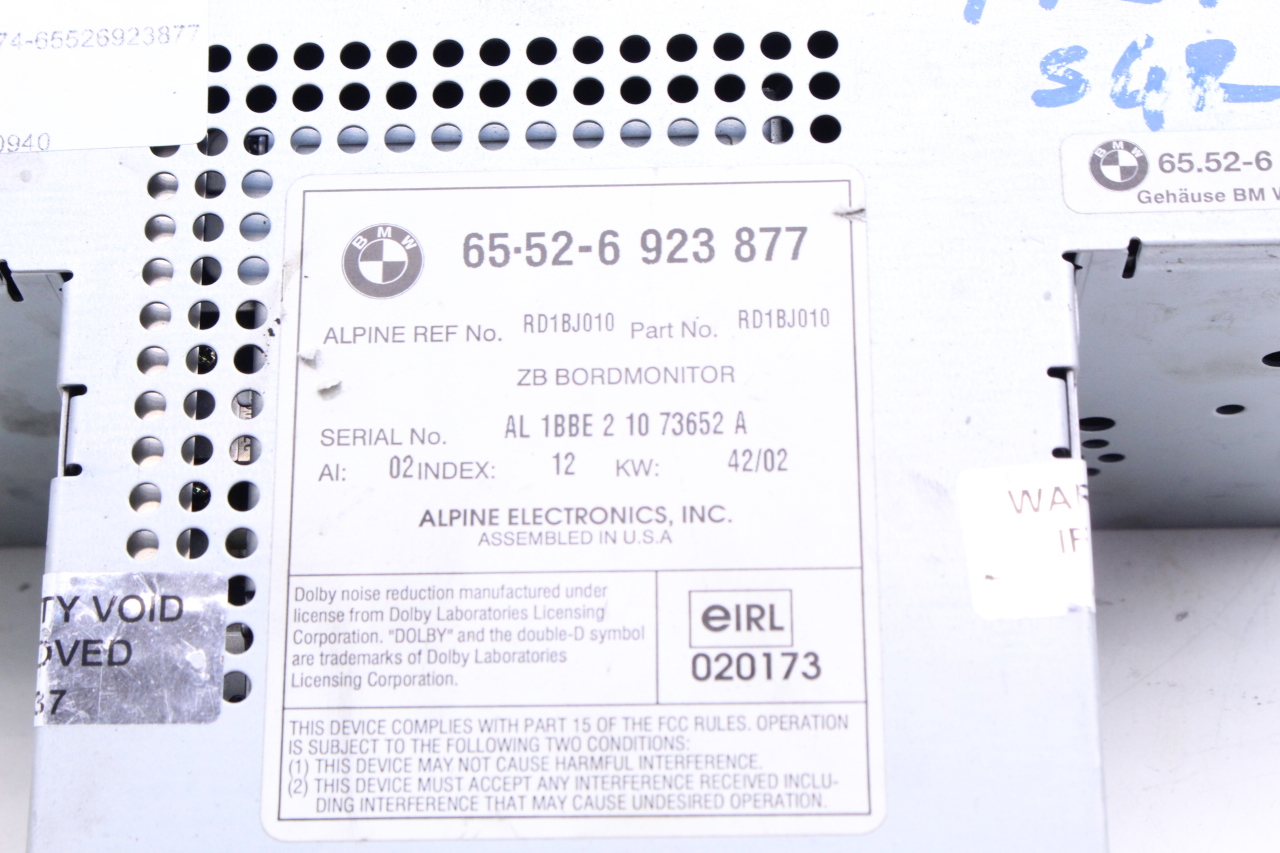 74-65526923877
0940
S42
BMW 65.52-6
Gehäuse BM
BMW 65·52-6 923 877
ALPINE REF No. RD1BJ010 Part No. RD1BJ010
ZB BORDMONITOR
SERIAL No. AL 1BBE 2 10 73652 A
AI: 02 INDEX: 12 KW: 42/02
ALPINE ELECTRONICS, INC.
ASSEMBLED IN U.S.A
Dolby noise reduction manufactured under
license from Dolby Laboratories Licensing
Corporation. "DOLBY" and the double-D symbol
are trademarks of Dolby Laboratories
Licensing Corporation.
eIRL
020173
THIS DEVICE COMPLIES WITH PART 15 OF THE FCC RULES. OPERATION
IS SUBJECT TO THE FOLLOWING TWO CONDITIONS:
(1) THIS DEVICE MAY NOT CAUSE HARMFUL INTERFERENCE.
(2) THIS DEVICE MUST ACCEPT ANY INTERFERENCE RECEIVED INCLU-
DING INTERFERENCE THAT MAY CAUSE UNDESIRED OPERATION.
TY VOID
OVED
37
WAR
IF